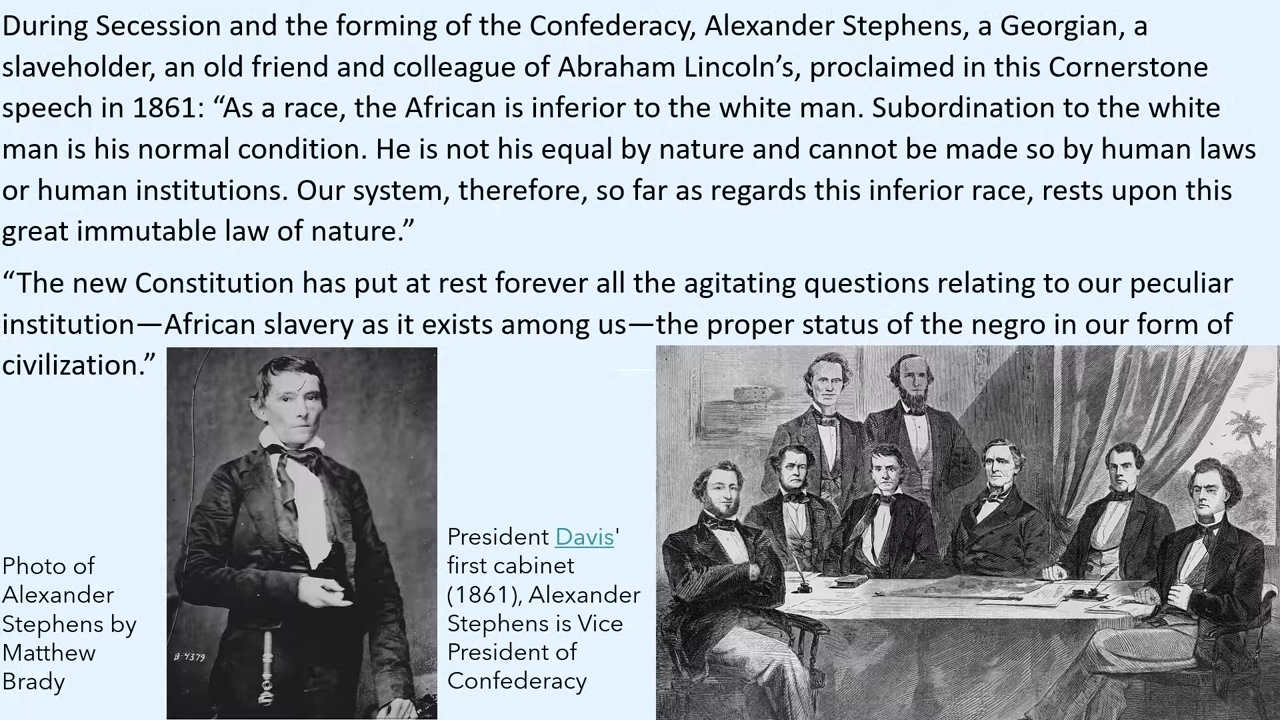 During Secession and the forming of the Confederacy, Alexander Stephens, a Georgian, a
slaveholder, an old friend and colleague of Abraham Lincoln’s, proclaimed in this Cornerstone
speech in 1861: “As a race, the African is inferior to the white man. Subordination to the white
man is his normal condition. He is not his equal by nature and cannot be made so by human laws
or human institutions. Our system, therefore, so far as regards this inferior race, rests upon this
great immutable law of nature.”
“The new Constitution has put at rest forever all the agitating questions relating to our peculiar
institution—African slavery as it exists among us—the proper status of the negro in our form of
civilization.”
Photo of
Alexander
Stephens by
Matthew
Brady
B-4379
President Davis'
first cabinet
(1861), Alexander
Stephens is Vice
President of
Confederacy